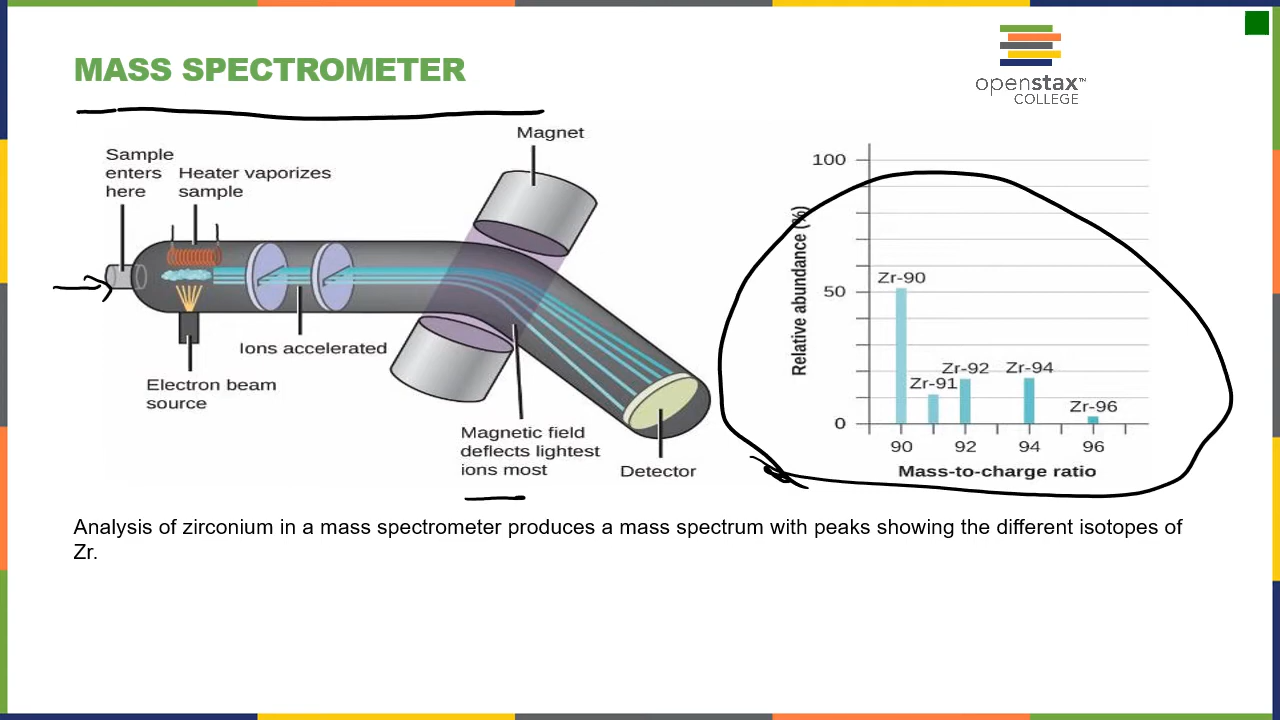 MASS SPECTROMETER
openstax™
COLLEGE
Sample
enters
here
Heater vaporizes
sample
Magnet
Ions accelerated
Electron beam
source
Magnetic field
deflects lightest
ions most
Detector
Relative abundance (%)
100
50
0
Zr-90
Zr-91
Zr-92
Zr-94
Zr-96
90
92
94
96
Mass-to-charge ratio
Analysis of zirconium in a mass spectrometer produces a mass spectrum with peaks showing the different isotopes of
Zr.